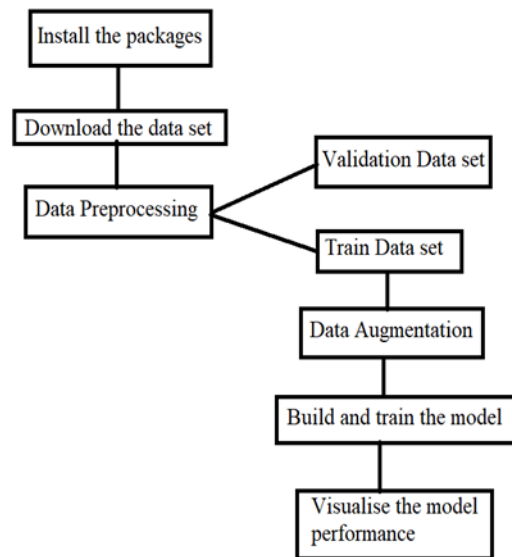 Install the packages
Download the data set
Data Preprocessing
Validation Data set
Train Data set
Data Augmentation
Build and train the model
Visualise the model
performance